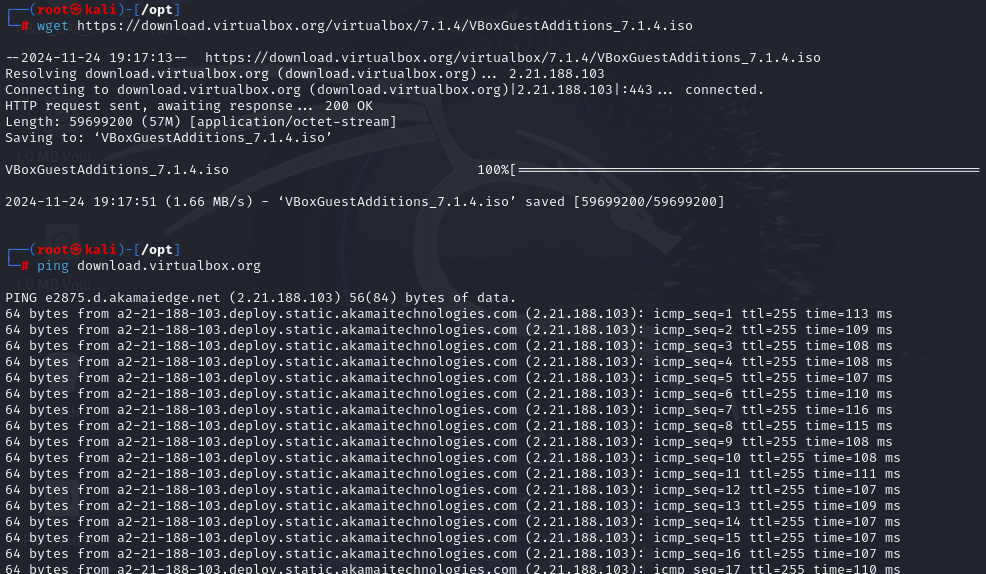 ┌──(root㉿kali)-[/opt]
└─# wget https://download.virtualbox.org/virtualbox/7.1.4/VBoxGuestAdditions_7.1.4.iso
--2024-11-24 19:17:13--  https://download.virtualbox.org/virtualbox/7.1.4/VBoxGuestAdditions_7.1.4.iso
Resolving download.virtualbox.org (download.virtualbox.org)... 2.21.188.103
Connecting to download.virtualbox.org (download.virtualbox.org)|2.21.188.103|:443... connected.
HTTP request sent, awaiting response... 200 OK
Length: 59699200 (57M) [application/octet-stream]
Saving to: ‘VBoxGuestAdditions_7.1.4.iso’
VBoxGuestAdditions_7.1.4.iso 100%[==========================================================
2024-11-24 19:17:51 (1.66 MB/s) - ‘VBoxGuestAdditions_7.1.4.iso’ saved [59699200/59699200]
┌──(root㉿kali)-[/opt]
└─# ping download.virtualbox.org
PING e2875.d.akamaiedge.net (2.21.188.103) 56(84) bytes of data.
64 bytes from a2-21-188-103.deploy.static.akamaitechnologies.com (2.21.188.103): icmp_seq=1 ttl=255 time=113 ms
64 bytes from a2-21-188-103.deploy.static.akamaitechnologies.com (2.21.188.103): icmp_seq=2 ttl=255 time=109 ms
64 bytes from a2-21-188-103.deploy.static.akamaitechnologies.com (2.21.188.103): icmp_seq=3 ttl=255 time=108 ms
64 bytes from a2-21-188-103.deploy.static.akamaitechnologies.com (2.21.188.103): icmp_seq=4 ttl=255 time=108 ms
64 bytes from a2-21-188-103.deploy.static.akamaitechnologies.com (2.21.188.103): icmp_seq=5 ttl=255 time=107 ms
64 bytes from a2-21-188-103.deploy.static.akamaitechnologies.com (2.21.188.103): icmp_seq=6 ttl=255 time=110 ms
64 bytes from a2-21-188-103.deploy.static.akamaitechnologies.com (2.21.188.103): icmp_seq=7 ttl=255 time=116 ms
64 bytes from a2-21-188-103.deploy.static.akamaitechnologies.com (2.21.188.103): icmp_seq=8 ttl=255 time=115 ms
64 bytes from a2-21-188-103.deploy.static.akamaitechnologies.com (2.21.188.103): icmp_seq=9 ttl=255 time=108 ms
64 bytes from a2-21-188-103.deploy.static.akamaitechnologies.com (2.21.188.103): icmp_seq=10 ttl=255 time=108 ms
64 bytes from a2-21-188-103.deploy.static.akamaitechnologies.com (2.21.188.103): icmp_seq=11 ttl=255 time=111 ms
64 bytes from a2-21-188-103.deploy.static.akamaitechnologies.com (2.21.188.103): icmp_seq=12 ttl=255 time=107 ms
64 bytes from a2-21-188-103.deploy.static.akamaitechnologies.com (2.21.188.103): icmp_seq=13 ttl=255 time=109 ms
64 bytes from a2-21-188-103.deploy.static.akamaitechnologies.com (2.21.188.103): icmp_seq=14 ttl=255 time=107 ms
64 bytes from a2-21-188-103.deploy.static.akamaitechnologies.com (2.21.188.103): icmp_seq=15 ttl=255 time=107 ms
64 bytes from a2-21-188-103.deploy.static.akamaitechnologies.com (2.21.188.103): icmp_seq=16 ttl=255 time=107 ms
64 bytes from a2-21-188-103.deploy.static.akamaitechnologies.com (2.21.188.103): icmp_seq=17 ttl=255 time=110 ms